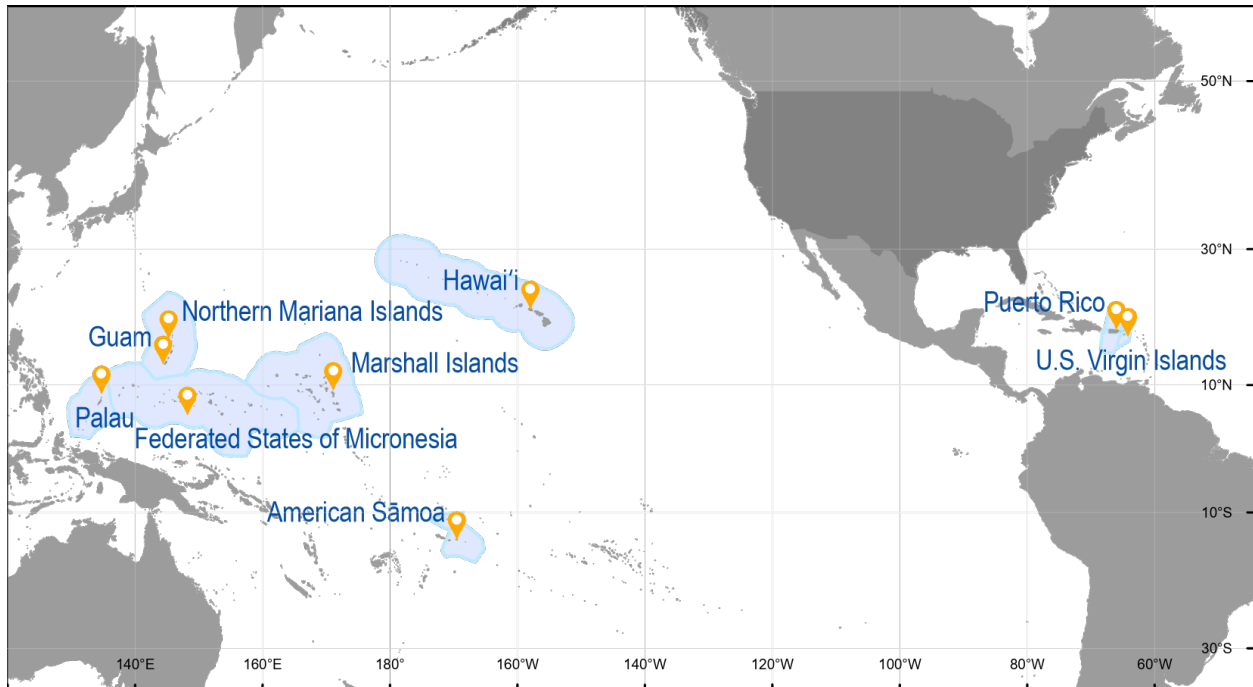 50°N
30°N
Hawaiʻi
Puerto Rico
Northern Mariana Islands
Guam
Marshall Islands
U.S. Virgin Islands
10°N
Palau
Federated States of Micronesia
American Sāmoa
10°S
30°S
140°E
160°E
180°
160°W
140°W
120°W
100°W
80°W
60°W